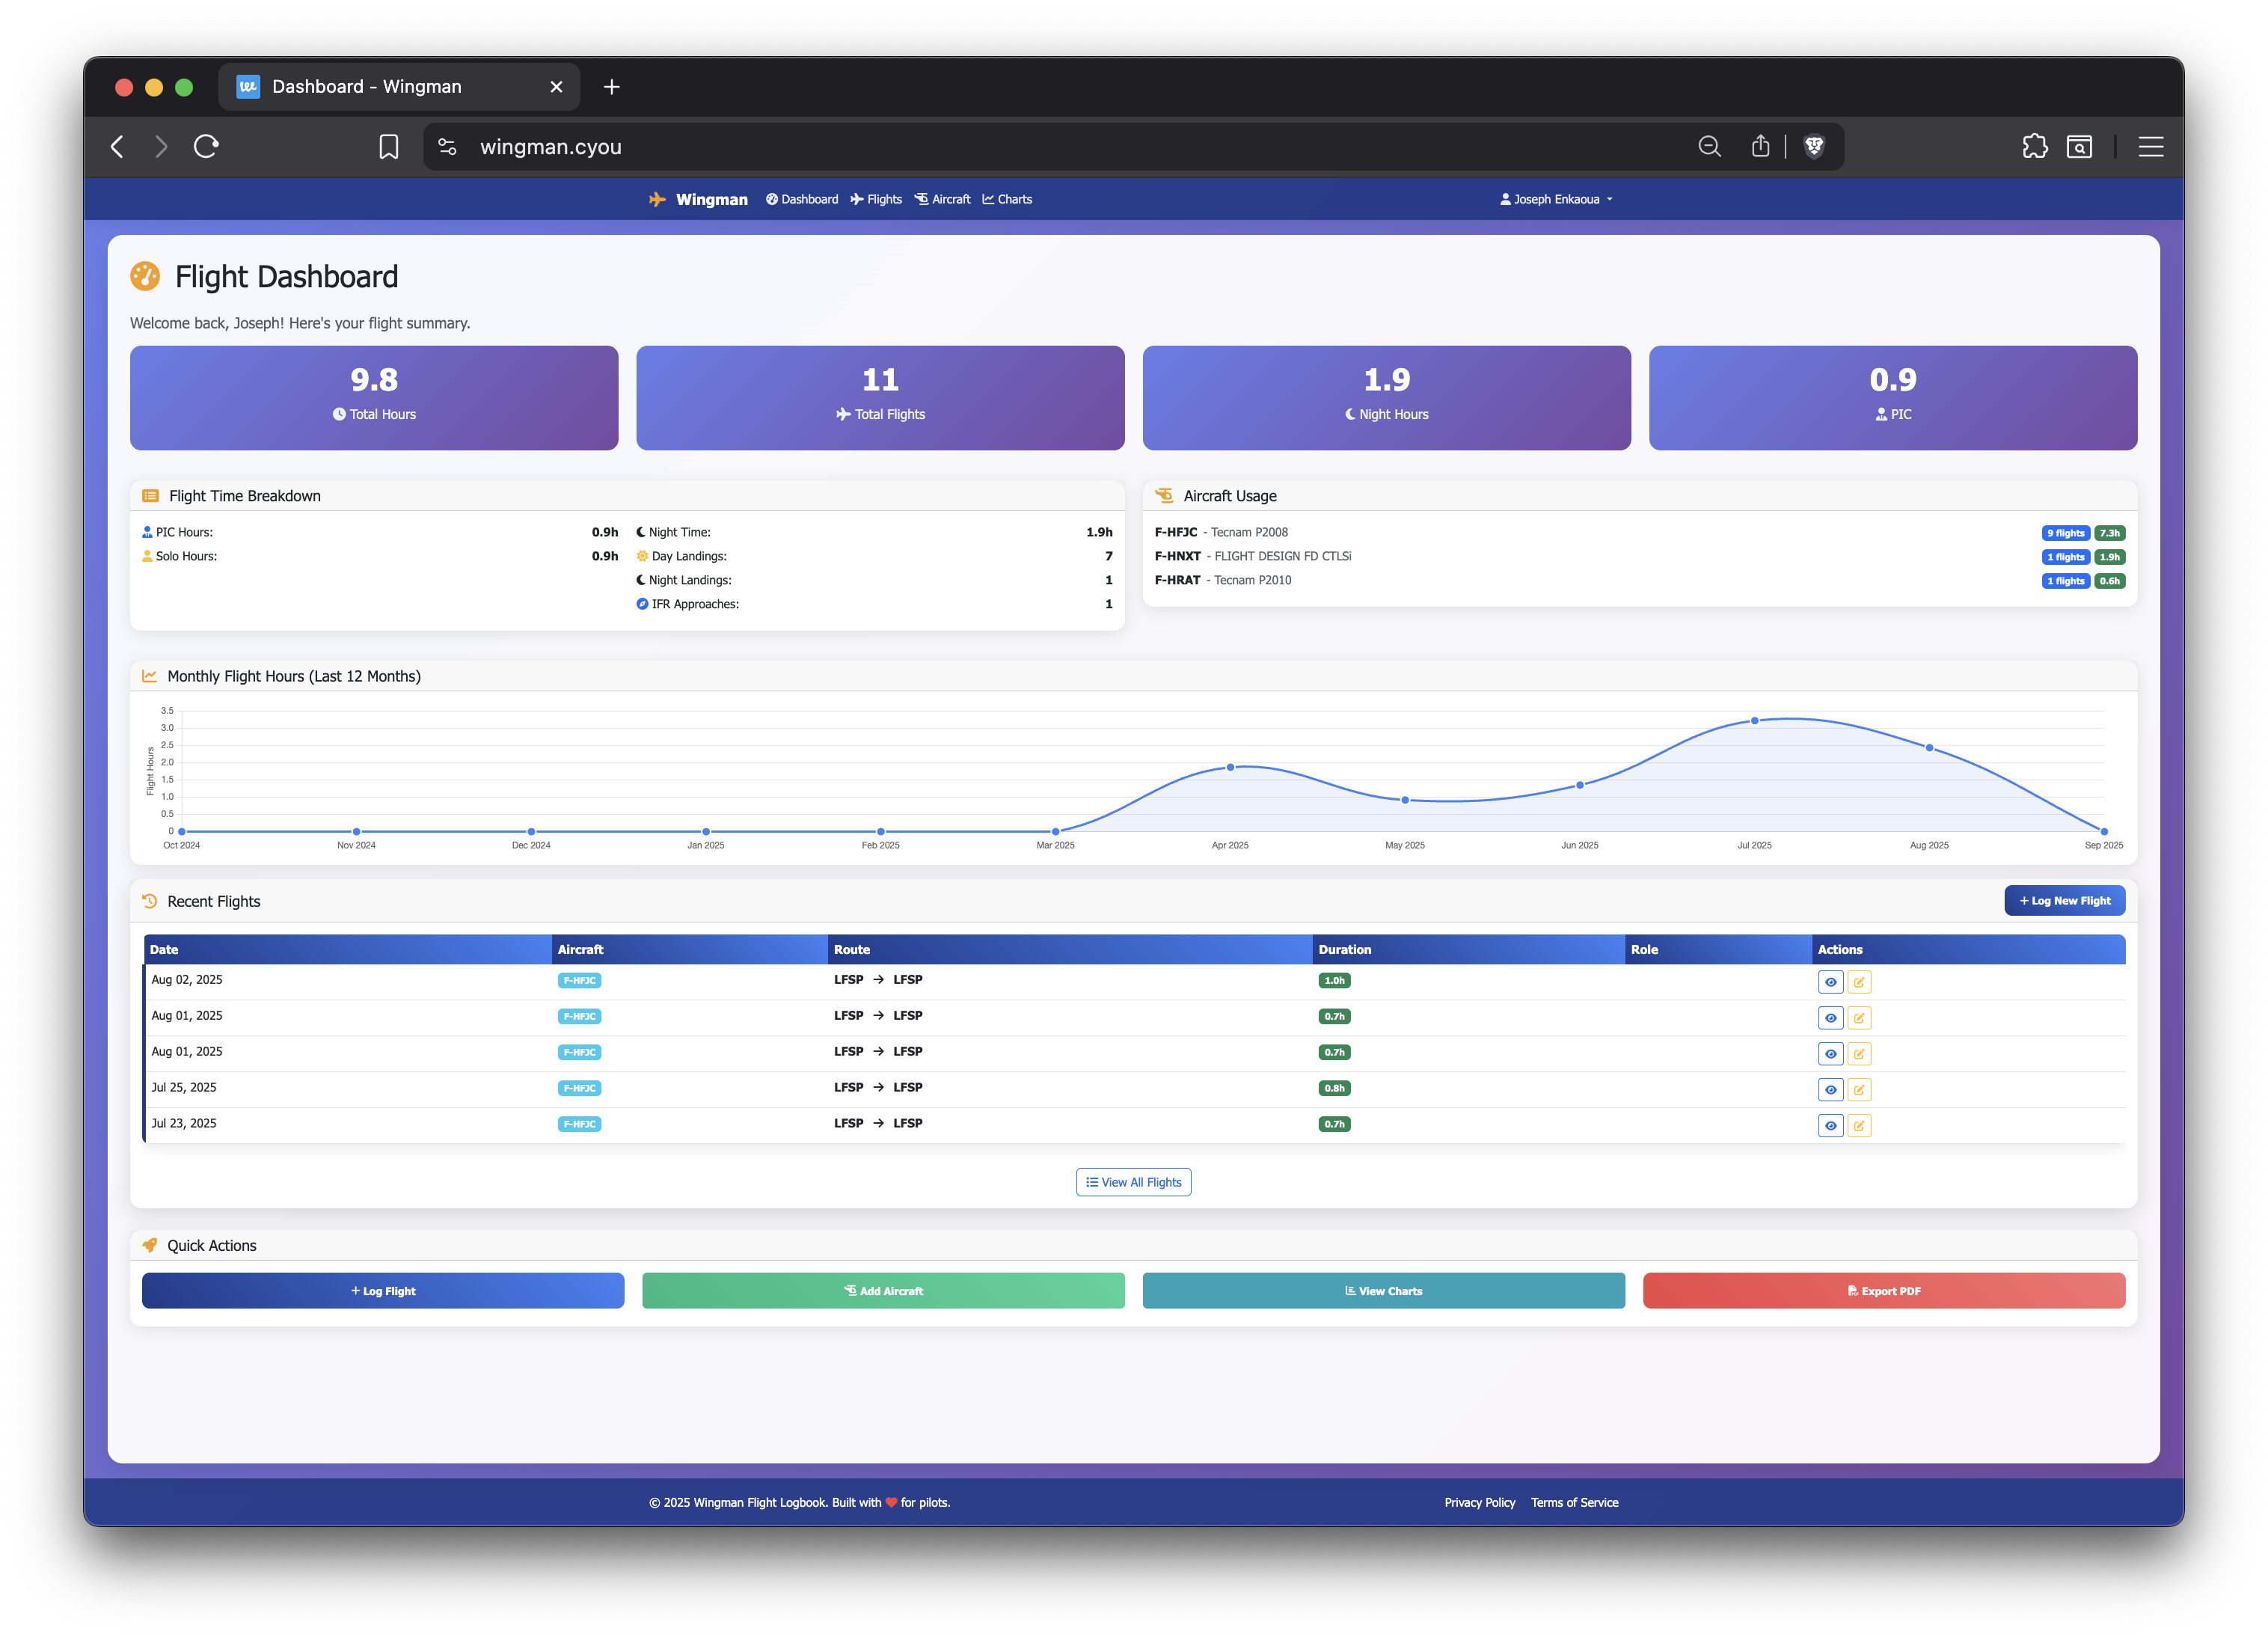 Dashboard - Wingman
wingman.cyou
Wingman Dashboard Flights Aircraft Charts Joseph Enkaoua
Flight Dashboard
Welcome back, Joseph! Here's your flight summary.
9.8
Total Hours
11
Total Flights
1.9
Night Hours
0.9
PIC
Flight Time Breakdown
PIC Hours: 0.9h
Solo Hours: 0.9h
Night Time: 1.9h
Day Landings: 7
Night Landings: 1
IFR Approaches: 1
Aircraft Usage
F-HFJC - Tecnam P2008 9 flights 7.3h
F-HNXT - FLIGHT DESIGN FD CTLSi 1 flights 1.9h
F-HRAT - Tecnam P2010 1 flights 0.6h
Monthly Flight Hours (Last 12 Months)
Flight Hours
3.5
3.0
2.5
2.0
1.5
1.0
0.5
0
Oct 2024 Nov 2024 Dec 2024 Jan 2025 Feb 2025 Mar 2025 Apr 2025 May 2025 Jun 2025 Jul 2025 Aug 2025 Sep 2025
Recent Flights + Log New Flight
Date Aircraft Route Duration Role Actions
Aug 02, 2025 F-HFJC LFSP → LFSP 1.0h
Aug 01, 2025 F-HFJC LFSP → LFSP 0.7h
Aug 01, 2025 F-HFJC LFSP → LFSP 0.7h
Jul 25, 2025 F-HFJC LFSP → LFSP 0.8h
Jul 23, 2025 F-HFJC LFSP → LFSP 0.7h
View All Flights
Quick Actions
+ Log Flight Add Aircraft View Charts Export PDF
© 2025 Wingman Flight Logbook. Built with ❤ for pilots. Privacy Policy Terms of Service